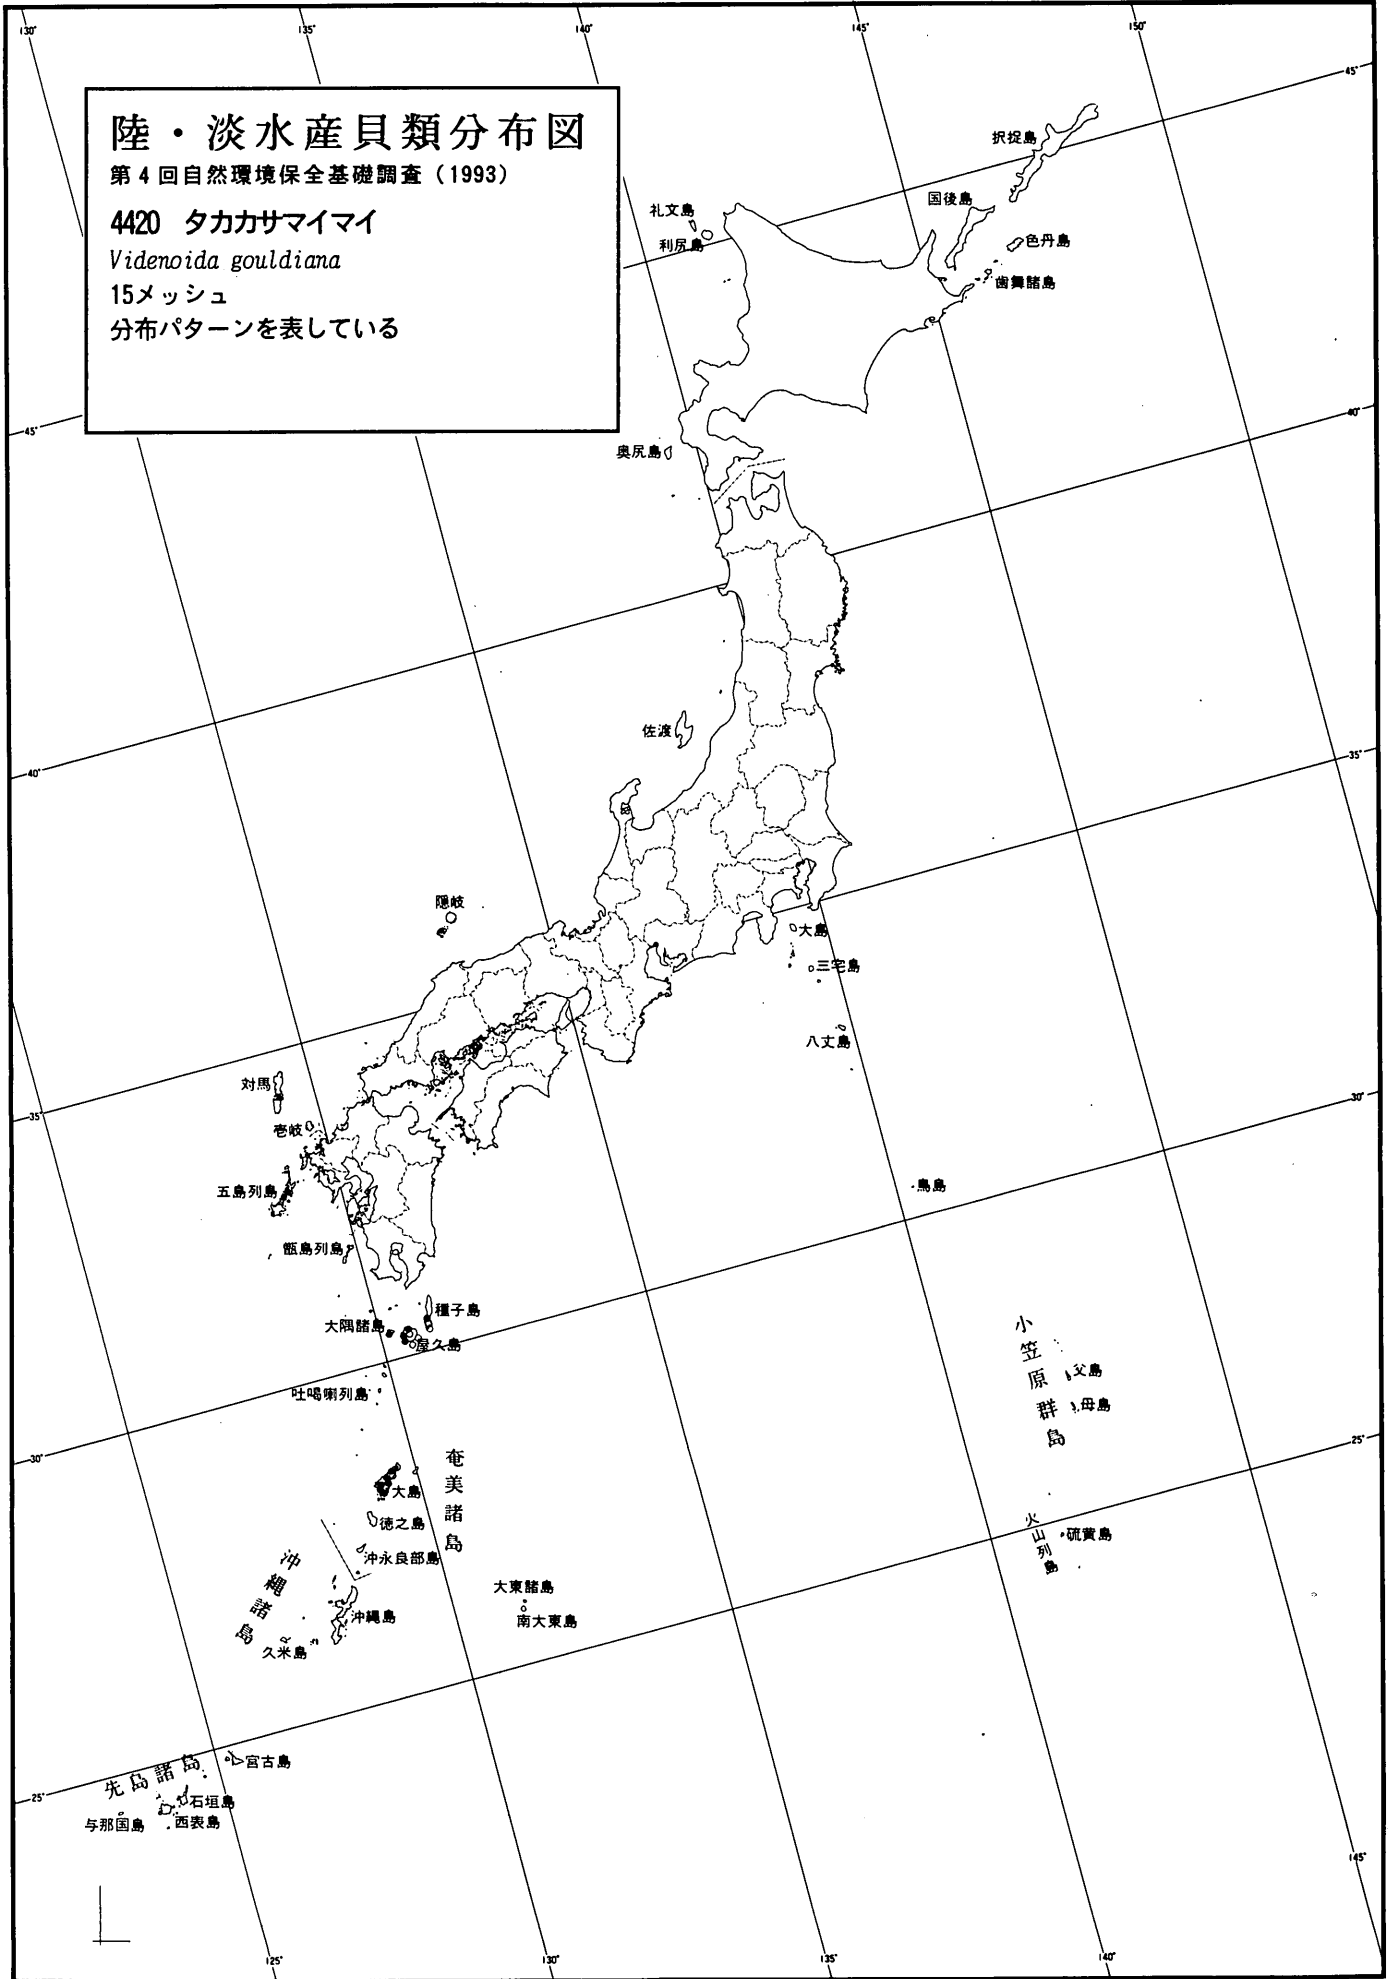 130°
135°
140°
145°
150°
陸・淡水産貝類分布図
第4回自然環境保全基礎調査(1993)
4420 タカカサマイマイ
Videnoida gouldiana
15メッシュ
分布パターンを表している
45°
択捉島
国後島
礼文島
利尻島
色丹島
歯舞諸島
40°
45°
奥尻島
佐渡
35°
40°
隠岐
大島
三宅島
八丈島
対馬
35°
壱岐
30°
五島列島
鳥島
甑島列島
種子島
大隅諸島
屋久島
小笠原群島
父島
吐噶喇列島
母島
25°
30°
奄美諸島
大島
徳之島
火山列島
硫黄島
沖永良部島
沖縄諸島
大東諸島
沖縄島
南大東島
久米島
先島諸島
宮古島
25°
石垣島
与那国島
西表島
145°
125°
130°
135°
140°